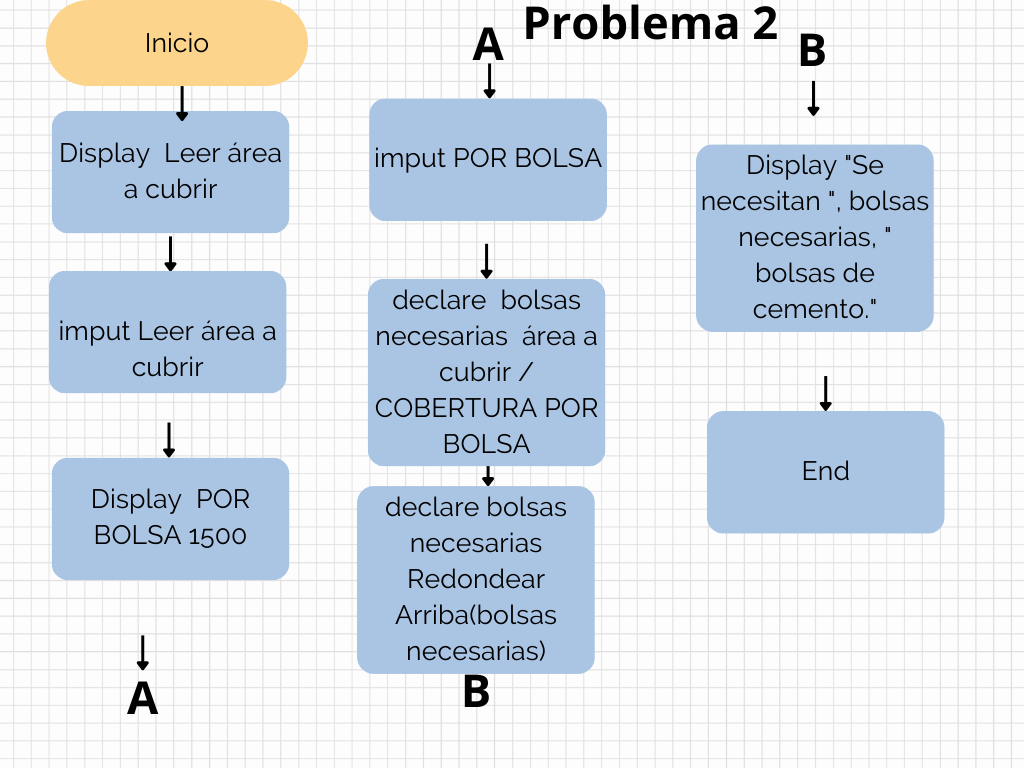 Problema 2
Inicio
Display  Leer área
a cubrir
imput Leer área a
cubrir
Display  POR
BOLSA 1500
A
A
imput POR BOLSA
declare  bolsas
necesarias  área a
cubrir /
COBERTURA POR
BOLSA
declare bolsas
necesarias
Redondear
Arriba(bolsas
necesarias)
B
B
Display "Se
necesitan ", bolsas
necesarias, "
bolsas de
cemento."
End